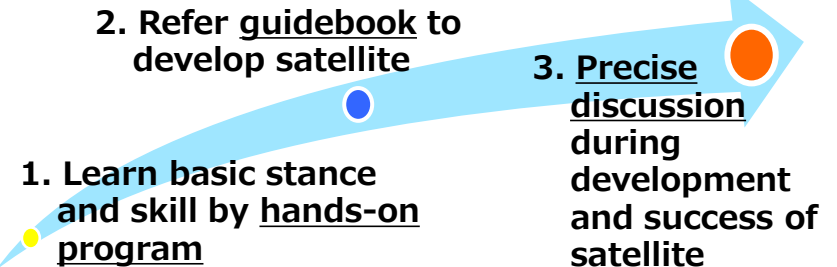 2. Refer guidebook to
develop satellite
3. Precise
discussion
during
development
and success of
satellite
1. Learn basic stance
and skill by hands-on
program